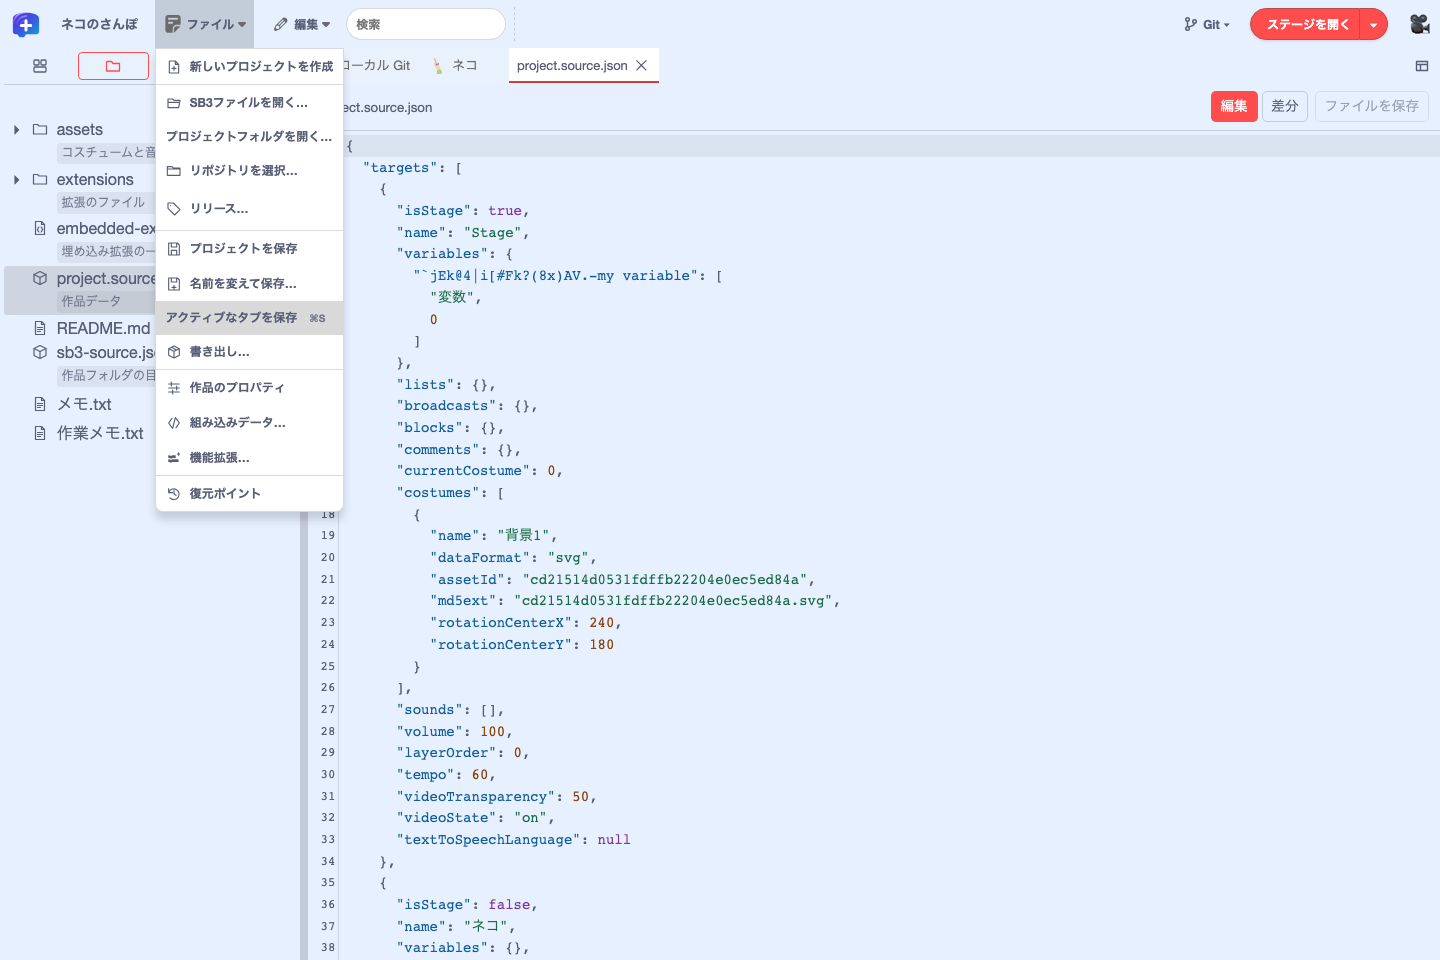 ネコのさんぽ
ファイル
編集
検索
Git
ステージを開く
新しいプロジェクトを作成
SB3ファイルを開く...
プロジェクトフォルダを開く...
リポジトリを選択...
リリース...
プロジェクトを保存
名前を変えて保存...
アクティブなタブを保存 ⌘S
書き出し...
作品のプロパティ
組み込みデータ...
機能拡張...
復元ポイント
ーカル Git
ネコ
project.source.json
ect.source.json
編集
差分
ファイルを保存
assets
コスチュームと音
extensions
拡張のファイル
embedded-ex
埋め込み拡張の一
project.source
作品データ
README.md
sb3-source.js
作品フォルダの目
メモ.txt
作業メモ.txt
{
"targets": [
{
"isStage": true,
"name": "Stage",
"variables": {
"`jEk@4|i[#Fk?(8x)AV.-my variable": [
"変数",
0
]
},
"lists": {},
"broadcasts": {},
"blocks": {},
"comments": {},
"currentCostume": 0,
"costumes": [
18 {
19 "name": "背景1",
20 "dataFormat": "svg",
21 "assetId": "cd21514d0531fdffb22204e0ec5ed84a",
22 "md5ext": "cd21514d0531fdffb22204e0ec5ed84a.svg",
23 "rotationCenterX": 240,
24 "rotationCenterY": 180
25 }
26 ],
27 "sounds": [],
28 "volume": 100,
29 "layerOrder": 0,
30 "tempo": 60,
31 "videoTransparency": 50,
32 "videoState": "on",
33 "textToSpeechLanguage": null
34 },
35 {
36 "isStage": false,
37 "name": "ネコ",
38 "variables": {},